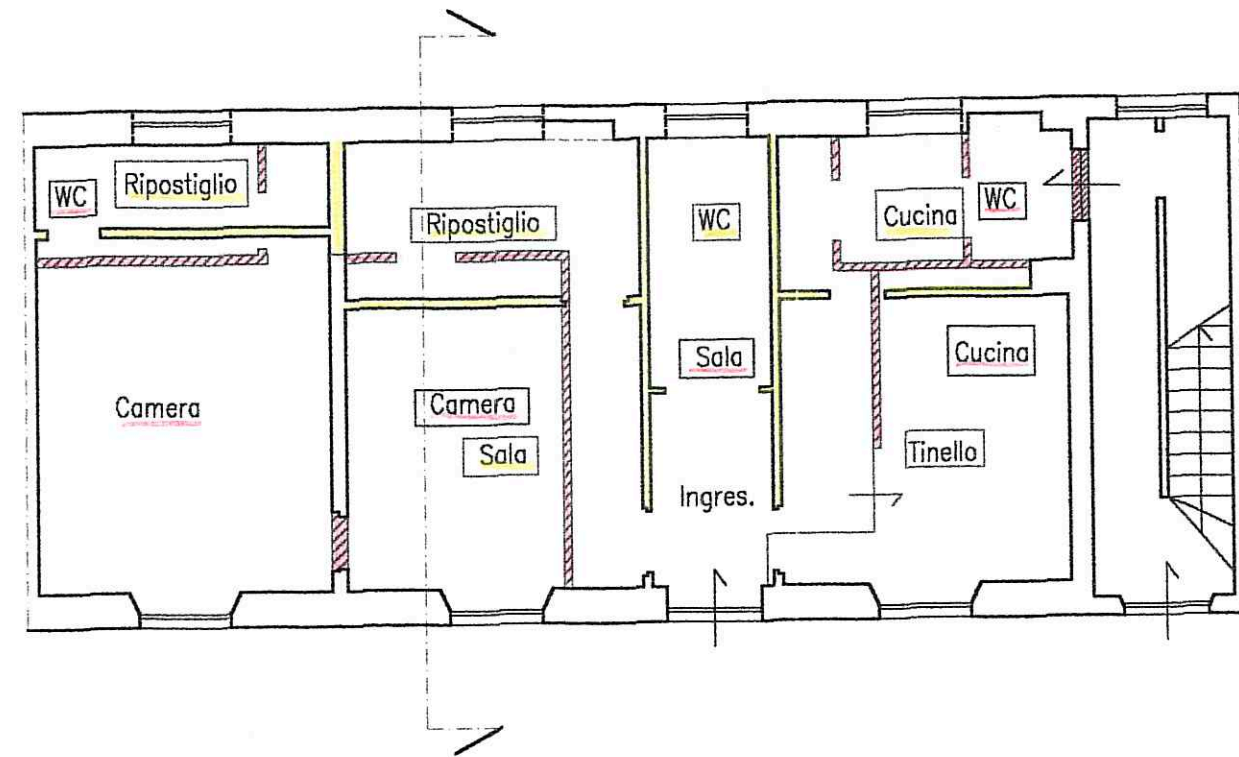 WC
Ripostiglio
Ripostiglio
WC
Cucina
WC
Camera
Camera
Sala
Sala
Cucina
Tinello
Ingres.